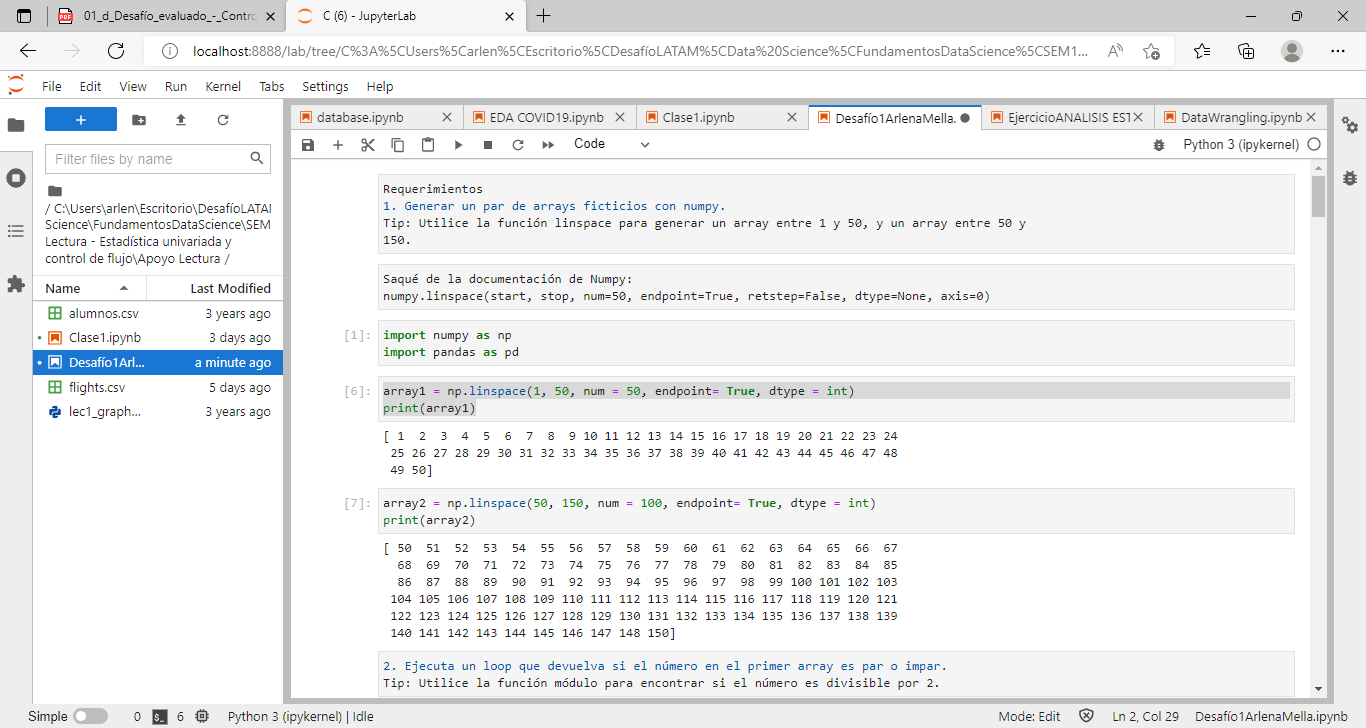 01_d_Desafío_evaluado_-_Contro
C (6) - JupyterLab
localhost:8888/lab/tree/C%3A%5CUsers%5Carlen%5CEscritorio%5CDesafíoLATAM%5CData%20Science%5CFundamentosDataScience%5CSEM1...
File Edit View Run Kernel Tabs Settings Help
Filter files by name
/ C:\Users\arlen\Escritorio\DesafíoLATAM
Science\FundamentosDataScience\SEM
Lectura - Estadística univariada y
control de flujo\Apoyo Lectura /
Name Last Modified
alumnos.csv 3 years ago
Clase1.ipynb 3 days ago
Desafío1Arl... a minute ago
flights.csv 5 days ago
lec1_graph... 3 years ago
database.ipynb
EDA COVID19.ipynb
Clase1.ipynb
Desafío1ArlenaMella.
EjercicioANALISIS EST
DataWrangling.ipynb
Code
Python 3 (ipykernel)
Requerimientos
1. Generar un par de arrays ficticios con numpy.
Tip: Utilice la función linspace para generar un array entre 1 y 50, y un array entre 50 y
150.
Saqué de la documentación de Numpy:
numpy.linspace(start, stop, num=50, endpoint=True, retstep=False, dtype=None, axis=0)
[1]: import numpy as np
import pandas as pd
[6]: array1 = np.linspace(1, 50, num = 50, endpoint= True, dtype = int)
print(array1)
[ 1  2  3  4  5  6  7  8  9 10 11 12 13 14 15 16 17 18 19 20 21 22 23 24
25 26 27 28 29 30 31 32 33 34 35 36 37 38 39 40 41 42 43 44 45 46 47 48
49 50]
[7]: array2 = np.linspace(50, 150, num = 100, endpoint= True, dtype = int)
print(array2)
[ 50  51  52  53  54  55  56  57  58  59  60  61  62  63  64  65  66  67
68  69  70  71  72  73  74  75  76  77  78  79  80  81  82  83  84  85
86  87  88  89  90  91  92  93  94  95  96  97  98  99 100 101 102 103
104 105 106 107 108 109 110 111 112 113 114 115 116 117 118 119 120 121
122 123 124 125 126 127 128 129 130 131 132 133 134 135 136 137 138 139
140 141 142 143 144 145 146 147 148 150]
2. Ejecuta un loop que devuelva si el número en el primer array es par o impar.
Tip: Utilice la función módulo para encontrar si el número es divisible por 2.
Simple 0 6 Python 3 (ipykernel) | Idle
Mode: Edit Ln 2, Col 29 Desafío1ArlenaMella.ipynb